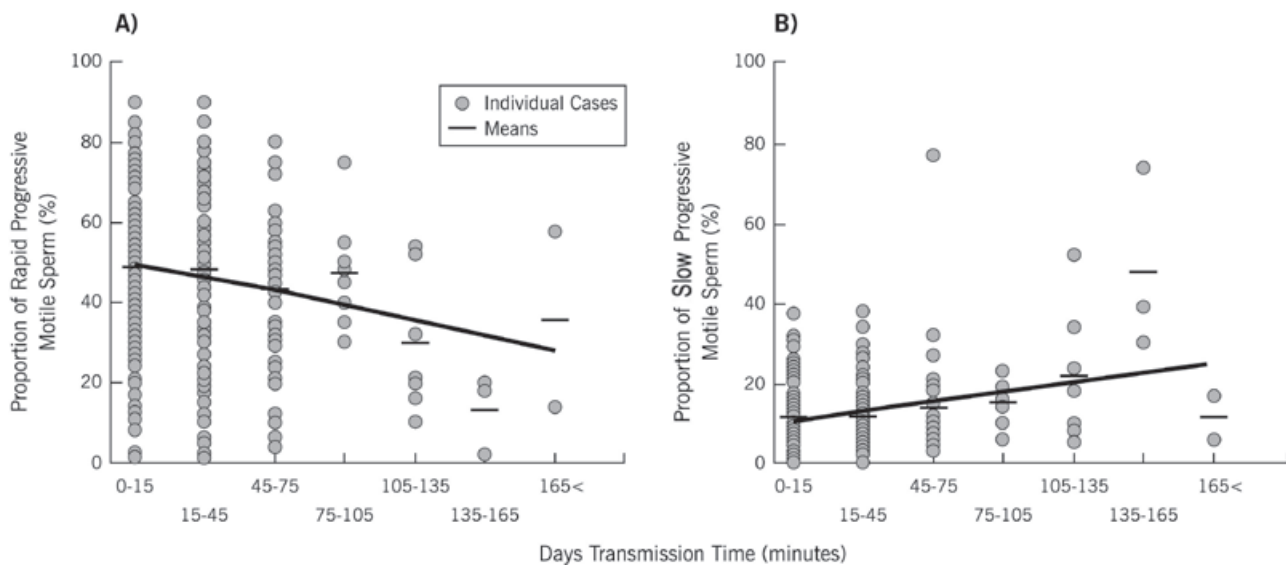 A)
Proportion of Rapid Progressive
Motile Sperm (%)
100
80
60
40
20
0
Individual Cases
Means
0-15
15-45
45-75
75-105
105-135
135-165
165<
B)
Proportion of Slow Progressive
Motile Sperm (%)
100
80
60
40
20
0
0-15
15-45
45-75
75-105
105-135
135-165
165<
Days Transmission Time (minutes)